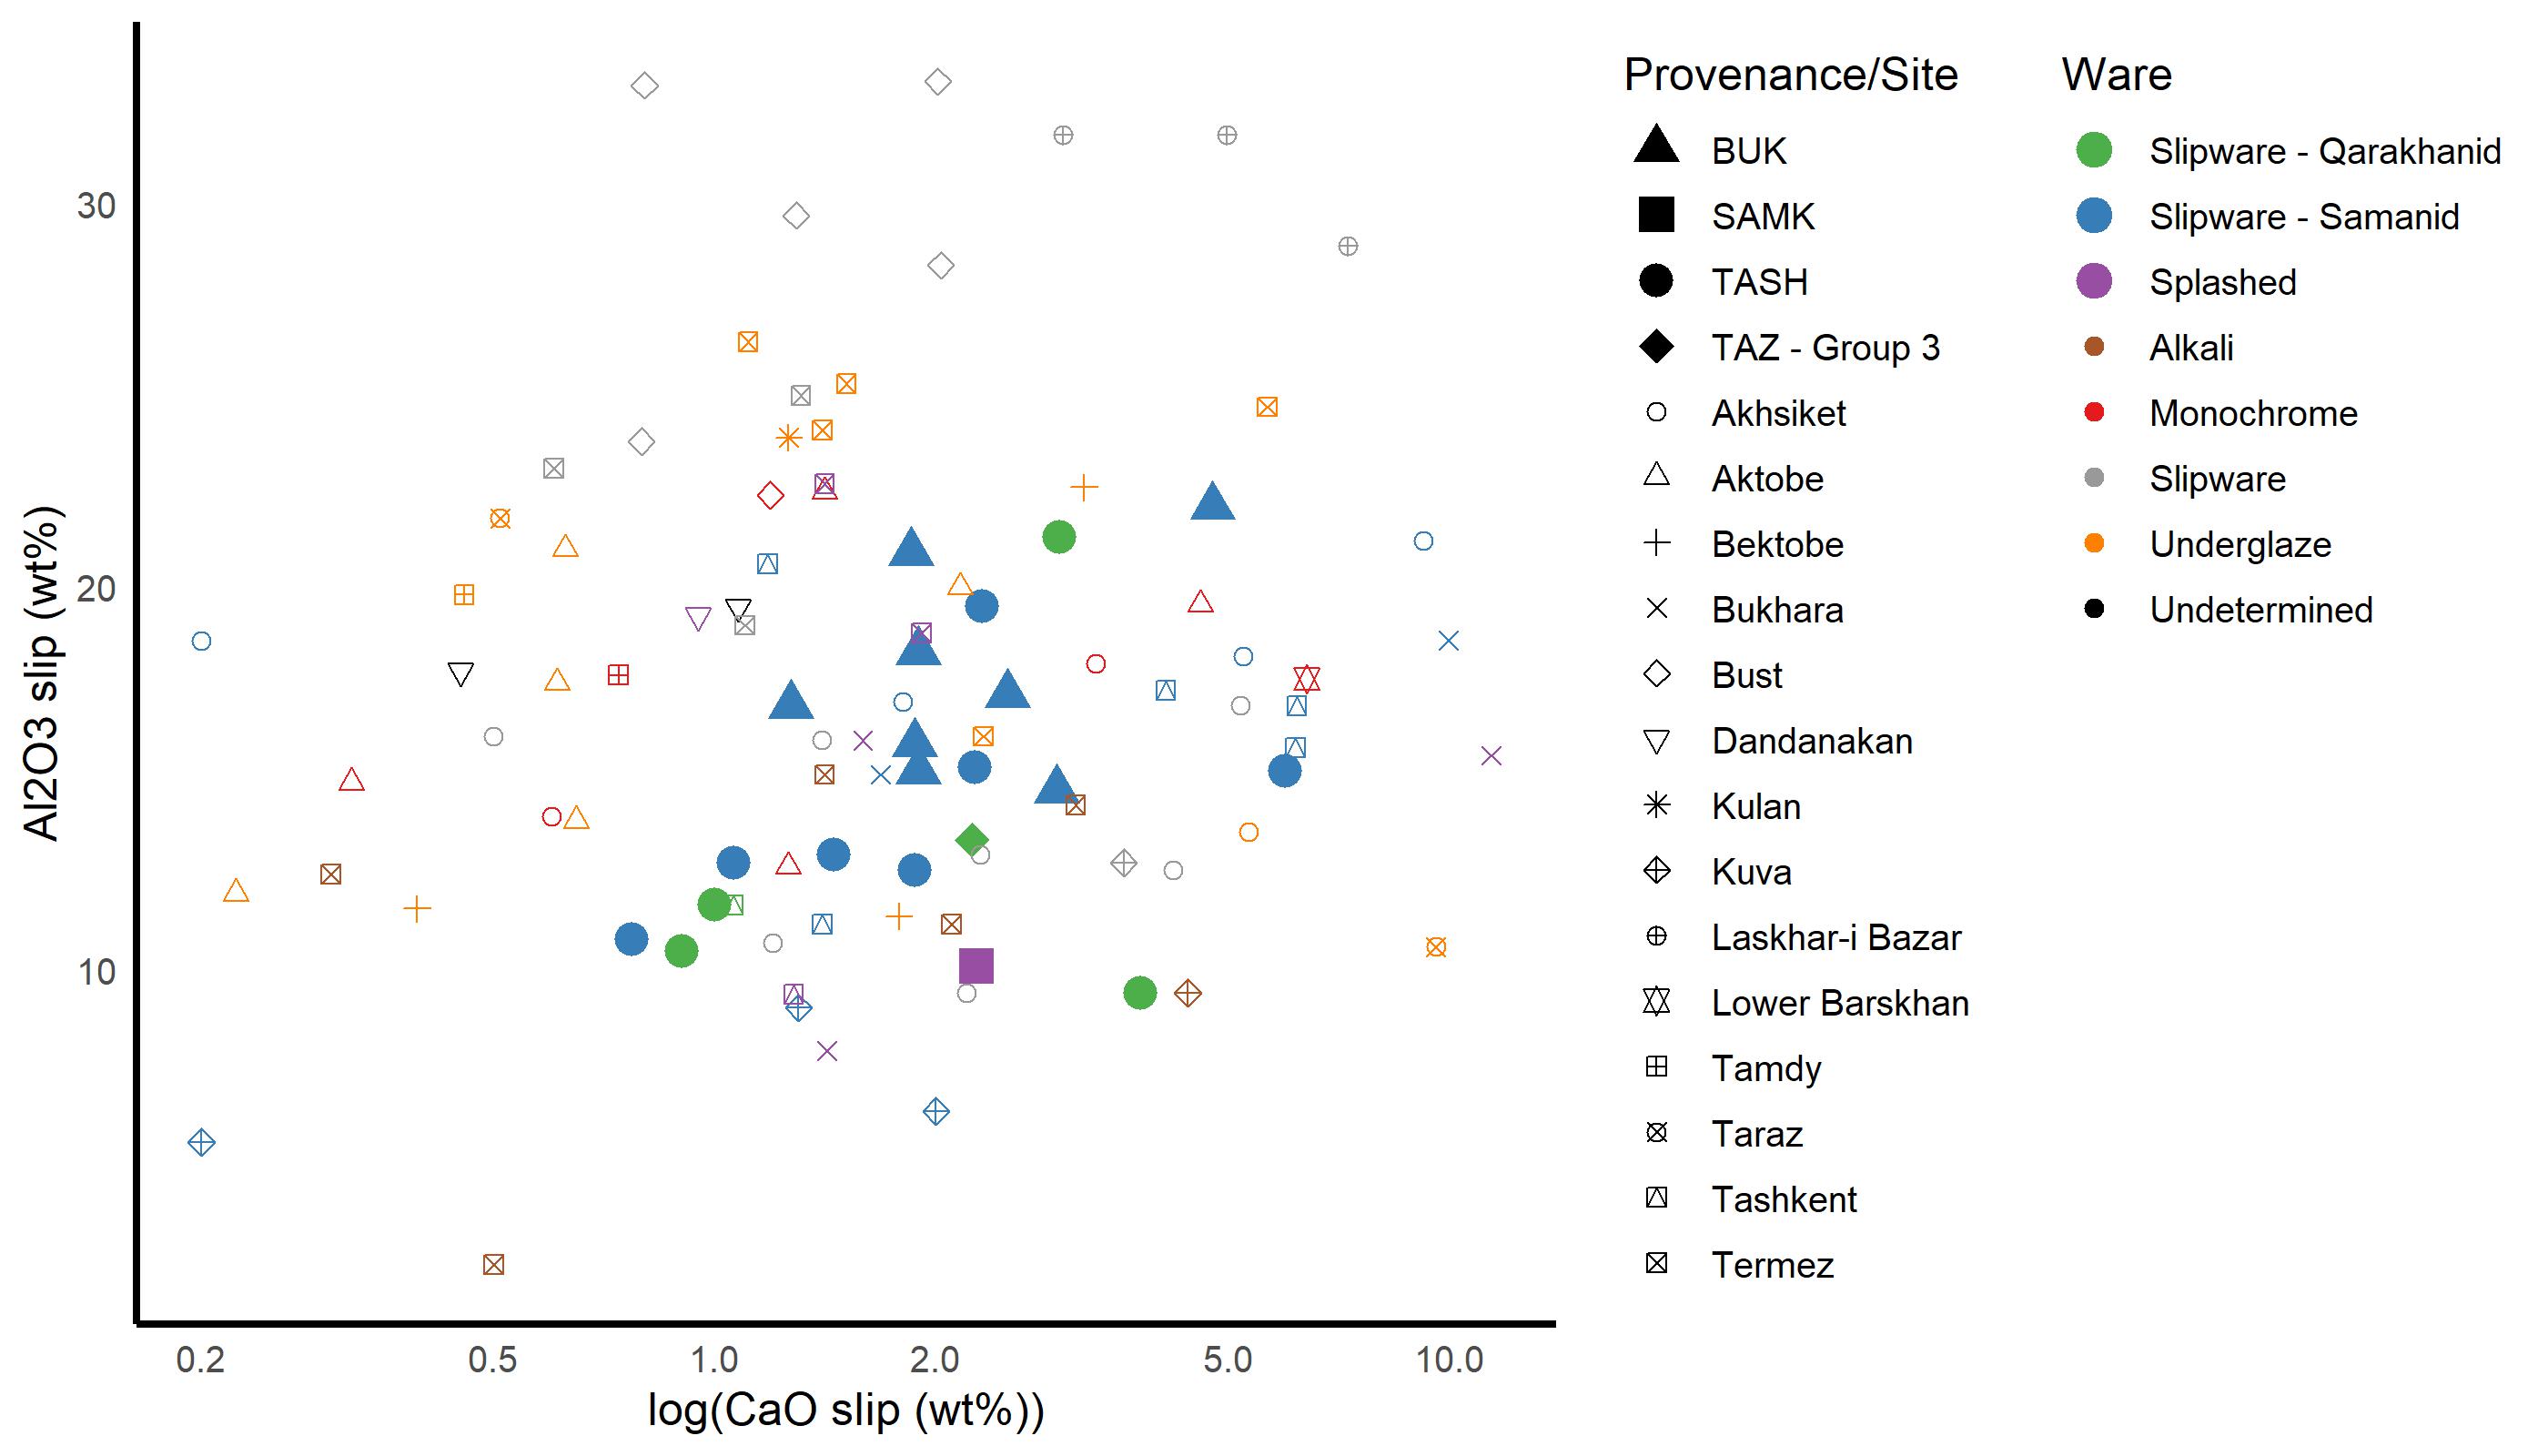 Al2O3 slip (wt%)
30
20
10
0.2
0.5
1.0
2.0
5.0
10.0
log(CaO slip (wt%))
Provenance/Site
BUK
SAMK
TASH
TAZ - Group 3
Akhsiket
Aktobe
Bektobe
Bukhara
Bust
Dandanakan
Kulan
Kuva
Laskhar-i Bazar
Lower Barskhan
Tamdy
Taraz
Tashkent
Termez
Ware
Slipware - Qarakhanid
Slipware - Samanid
Splashed
Alkali
Monochrome
Slipware
Underglaze
Undetermined